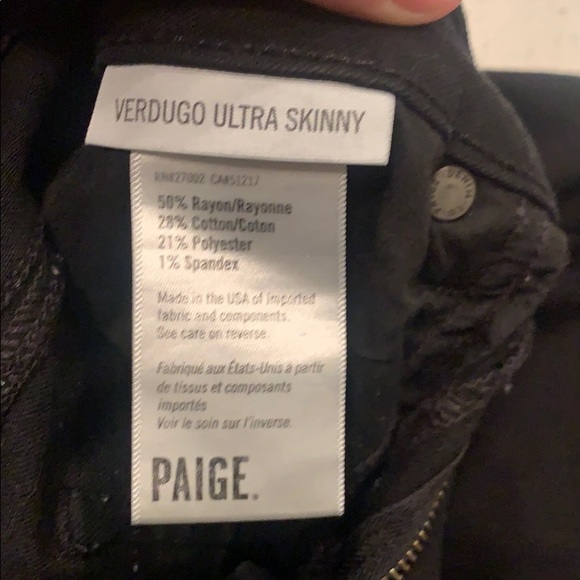 VERDUGO ULTRA SKINNY
RN#27002 CA#51217
50% Rayon/Rayonne
28% Cotton/Coton
21% Polyester
1% Spandex
Made in the USA of imported
fabric and components.
See care on reverse.
Fabriqué aux États-Unis à partir
de tissus et composants
importés
Voir le soin sur l'inverse.
PAIGE.
DENIM